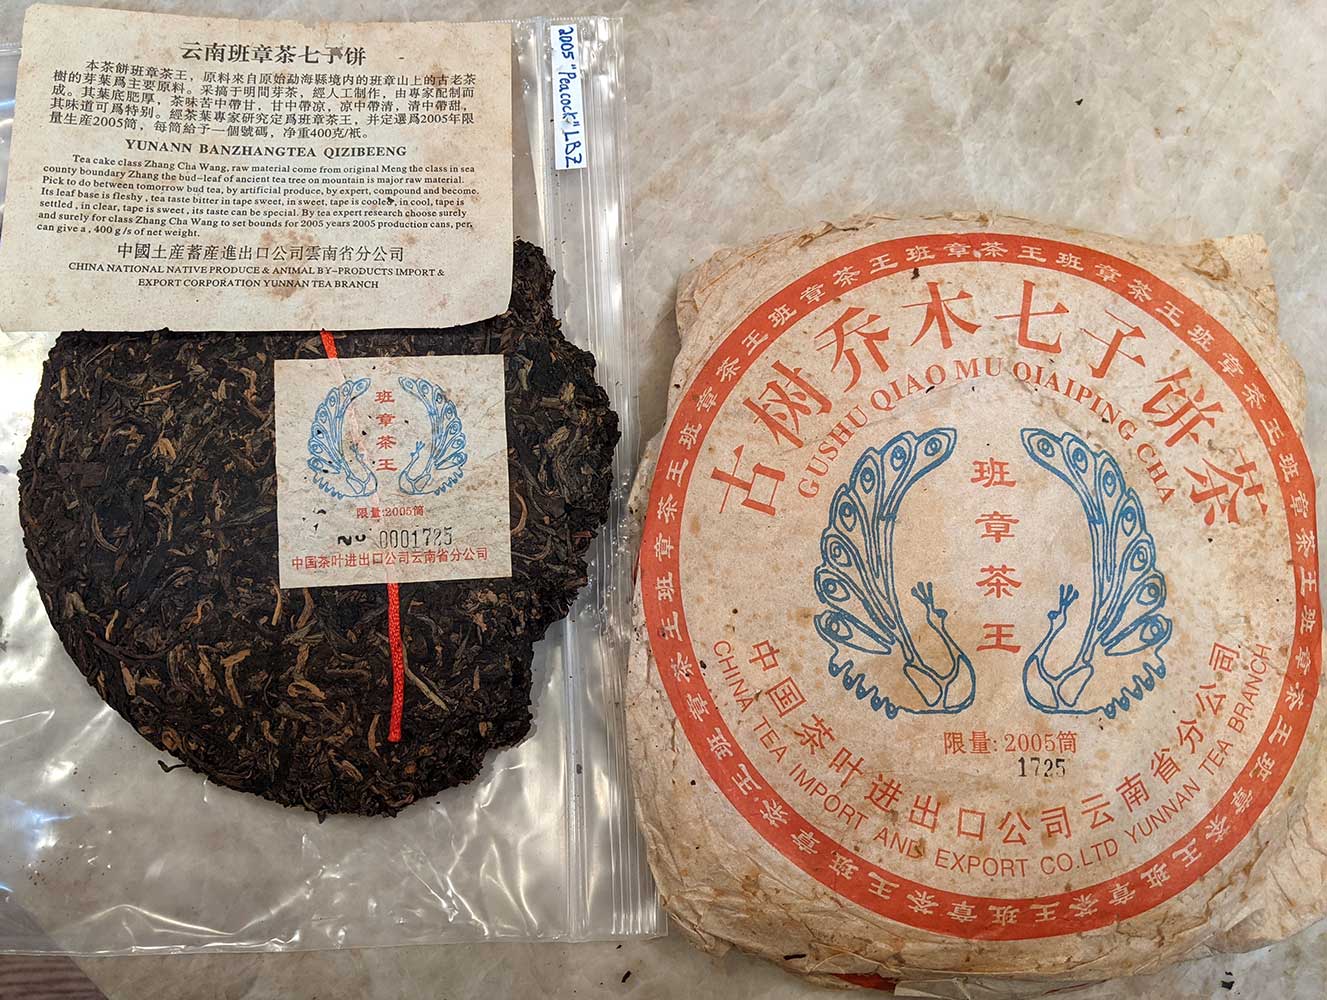 云南班章茶七子饼
本茶餅班章茶王，原料來自原始勐海縣境内的班章山上的古老茶
樹的芽葉爲主要原料。采摘于明間芽茶，經人工制作，由專家配制而
成。其葉底肥厚，茶味苦中帶甘，甘中帶凉，凉中帶清，清中帶甜，
其味道可爲特别。經茶葉專家研究定爲班章茶王，并定選爲2005年限
量生産2005筒，每筒給予一個號碼，净重400克/祇。
YUNANN BANZHANGTEA QIZIBEENG
Tea cake class Zhang Cha Wang, raw material come from original Meng the class in sea
county boundary Zhang the bud-leaf of ancient tea tree on mountain is major raw material.
Pick to do between tomorrow bud tea, by artificial produce, by expert, compound and become.
Its leaf base is fleshy, tea taste bitter in tape sweet, in sweet, tape is cooled, in cool, tape is
settled, in clear, tape is sweet, its taste can be special. By tea expert research choose surely
and surely for class Zhang Cha Wang to set bounds for 2005 years 2005 production cans, per,
can give a, 400 g/s of net weight.
中國土産蓄産進出口公司雲南省分公司
CHINA NATIONAL NATIVE PRODUCE & ANIMAL BY-PRODUCTS IMPORT &
EXPORT CORPORATION YUNNAN TEA BRANCH
2005 "Peacock" LBZ
班章茶王
限量:2005筒
No 0001725
中国茶叶进出口公司云南省分公司
班章茶王班章茶王班章茶王班章茶王班章茶王班章茶王班章茶王班章茶王班章茶王班章茶王班章茶王班章茶王
古树乔木七子饼茶
GUSHU QIAO MU QIAIPING CHA
班章茶王
限量:2005筒
1725
中国茶叶进出口公司云南省分公司
CHINA TEA IMPORT AND EXPORT CO.LTD YUNNAN TEA BRANCH